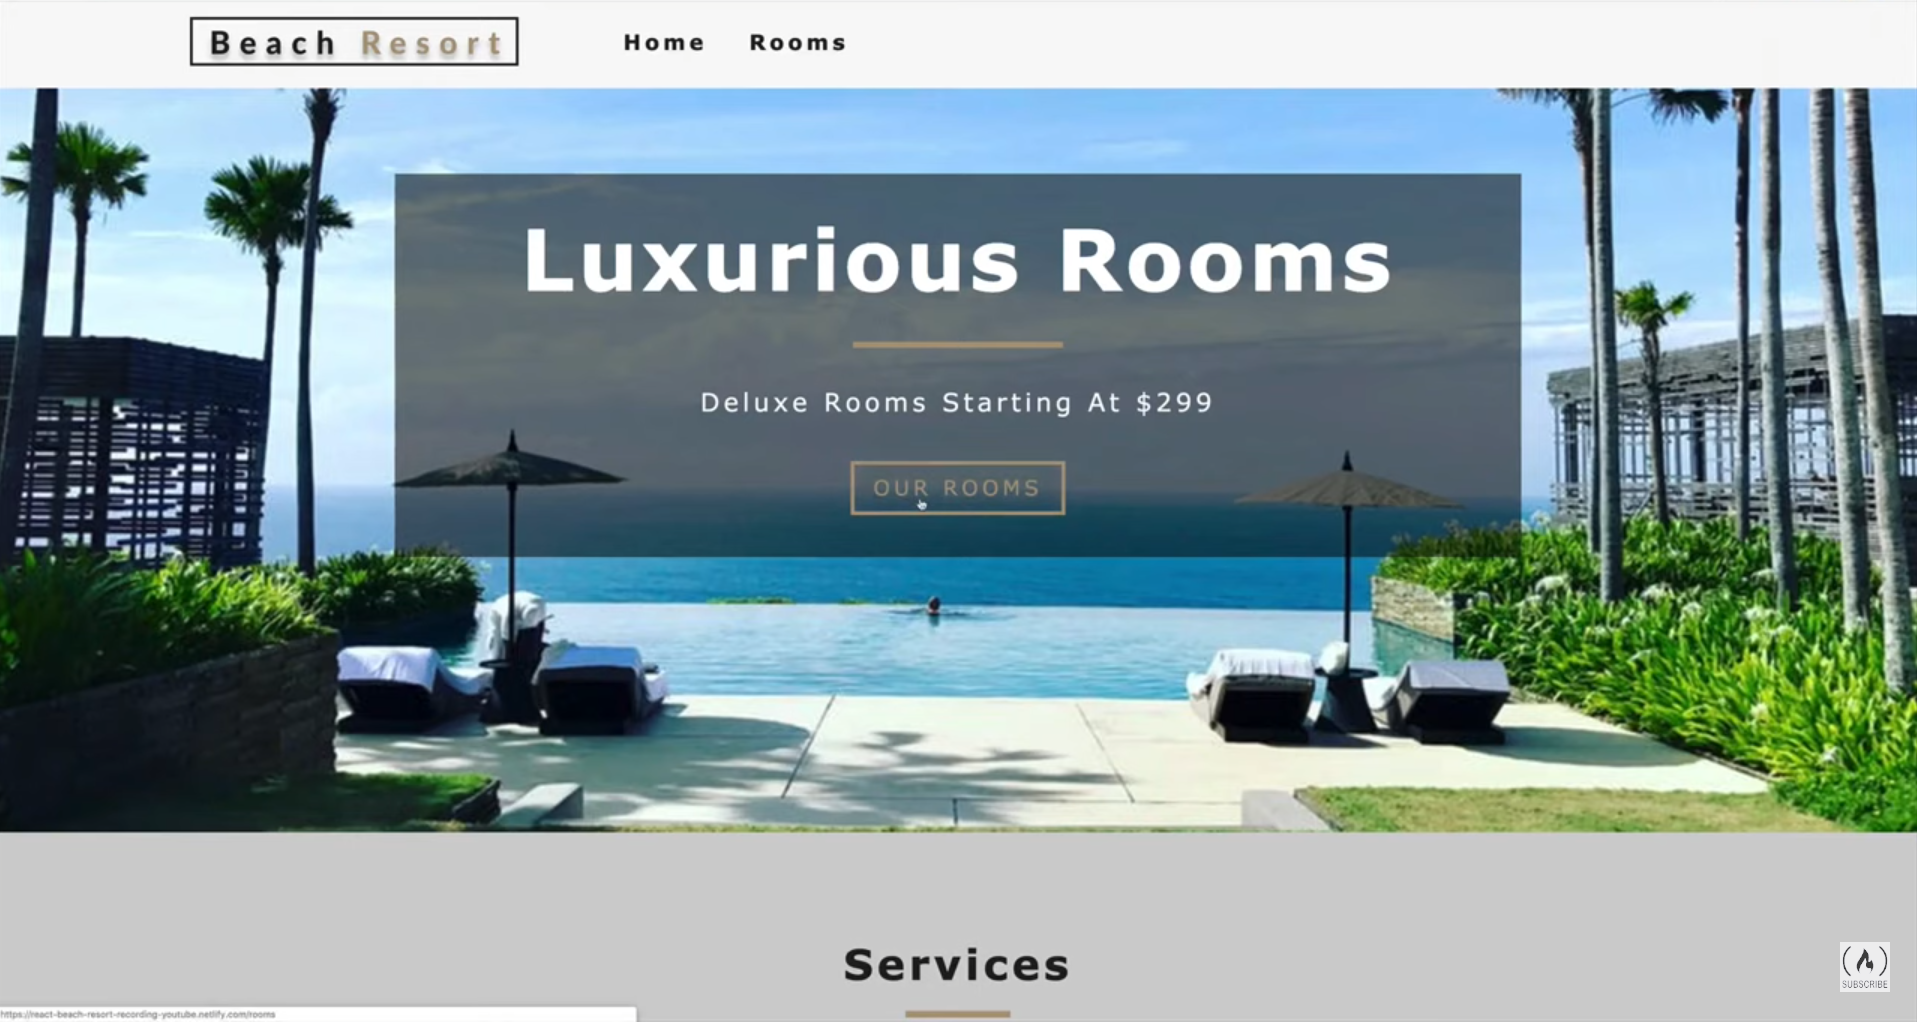 Beach Resort
Home Rooms
Luxurious Rooms
Deluxe Rooms Starting At $299
OUR ROOMS
Services
SUBSCRIBE
https://react-beach-resort-recording-youtube.netlify.com/rooms